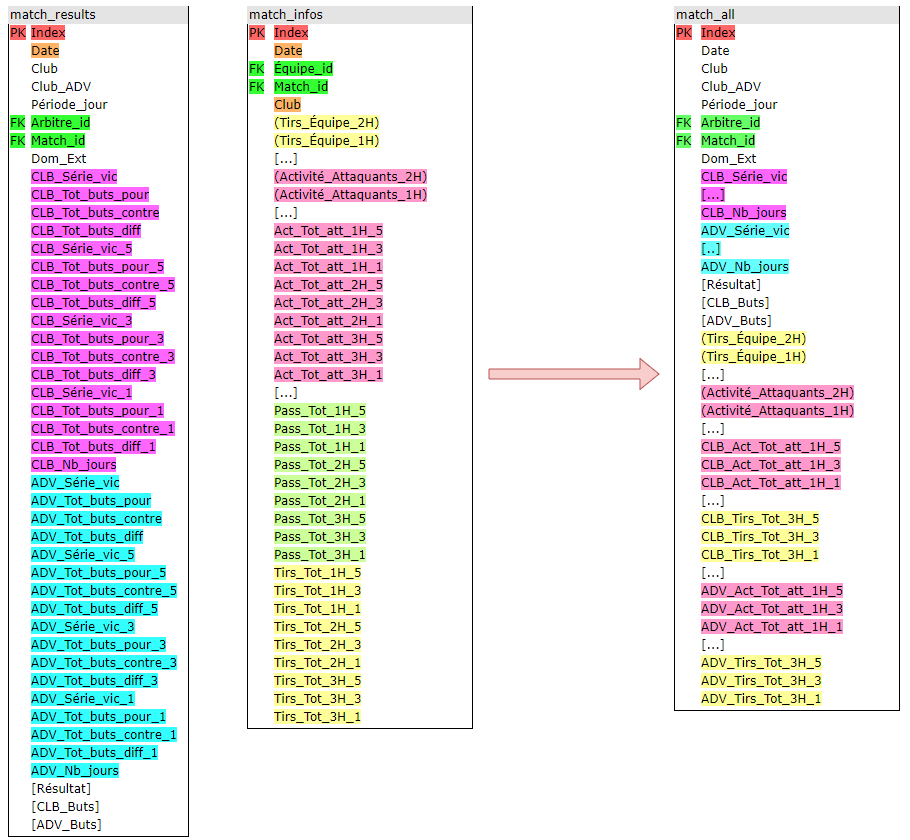 match_results
PK Index
Date
Club
Club_ADV
Période_jour
FK Arbitre_id
FK Match_id
Dom_Ext
CLB_Série_vic
CLB_Tot_buts_pour
CLB_Tot_buts_contre
CLB_Tot_buts_diff
CLB_Série_vic_5
CLB_Tot_buts_pour_5
CLB_Tot_buts_contre_5
CLB_Tot_buts_diff_5
CLB_Série_vic_3
CLB_Tot_buts_pour_3
CLB_Tot_buts_contre_3
CLB_Tot_buts_diff_3
CLB_Série_vic_1
CLB_Tot_buts_pour_1
CLB_Tot_buts_contre_1
CLB_Tot_buts_diff_1
CLB_Nb_jours
ADV_Série_vic
ADV_Tot_buts_pour
ADV_Tot_buts_contre
ADV_Tot_buts_diff
ADV_Série_vic_5
ADV_Tot_buts_pour_5
ADV_Tot_buts_contre_5
ADV_Tot_buts_diff_5
ADV_Série_vic_3
ADV_Tot_buts_pour_3
ADV_Tot_buts_contre_3
ADV_Tot_buts_diff_3
ADV_Série_vic_1
ADV_Tot_buts_pour_1
ADV_Tot_buts_contre_1
ADV_Tot_buts_diff_1
ADV_Nb_jours
[Résultat]
[CLB_Buts]
[ADV_Buts]
match_infos
PK Index
Date
FK Équipe_id
FK Match_id
Club
(Tirs_Équipe_2H)
(Tirs_Équipe_1H)
[...]
(Activité_Attaquants_2H)
(Activité_Attaquants_1H)
[...]
Act_Tot_att_1H_5
Act_Tot_att_1H_3
Act_Tot_att_1H_1
Act_Tot_att_2H_5
Act_Tot_att_2H_3
Act_Tot_att_2H_1
Act_Tot_att_3H_5
Act_Tot_att_3H_3
Act_Tot_att_3H_1
[...]
Pass_Tot_1H_5
Pass_Tot_1H_3
Pass_Tot_1H_1
Pass_Tot_2H_5
Pass_Tot_2H_3
Pass_Tot_2H_1
Pass_Tot_3H_5
Pass_Tot_3H_3
Pass_Tot_3H_1
Tirs_Tot_1H_5
Tirs_Tot_1H_3
Tirs_Tot_1H_1
Tirs_Tot_2H_5
Tirs_Tot_2H_3
Tirs_Tot_2H_1
Tirs_Tot_3H_5
Tirs_Tot_3H_3
Tirs_Tot_3H_1
match_all
PK Index
Date
Club
Club_ADV
Période_jour
FK Arbitre_id
FK Match_id
Dom_Ext
CLB_Série_vic
[...]
CLB_Nb_jours
ADV_Série_vic
[..]
ADV_Nb_jours
[Résultat]
[CLB_Buts]
[ADV_Buts]
(Tirs_Équipe_2H)
(Tirs_Équipe_1H)
[...]
(Activité_Attaquants_2H)
(Activité_Attaquants_1H)
[...]
CLB_Act_Tot_att_1H_5
CLB_Act_Tot_att_1H_3
CLB_Act_Tot_att_1H_1
[...]
CLB_Tirs_Tot_3H_5
CLB_Tirs_Tot_3H_3
CLB_Tirs_Tot_3H_1
[...]
ADV_Act_Tot_att_1H_5
ADV_Act_Tot_att_1H_3
ADV_Act_Tot_att_1H_1
[...]
ADV_Tirs_Tot_3H_5
ADV_Tirs_Tot_3H_3
ADV_Tirs_Tot_3H_1